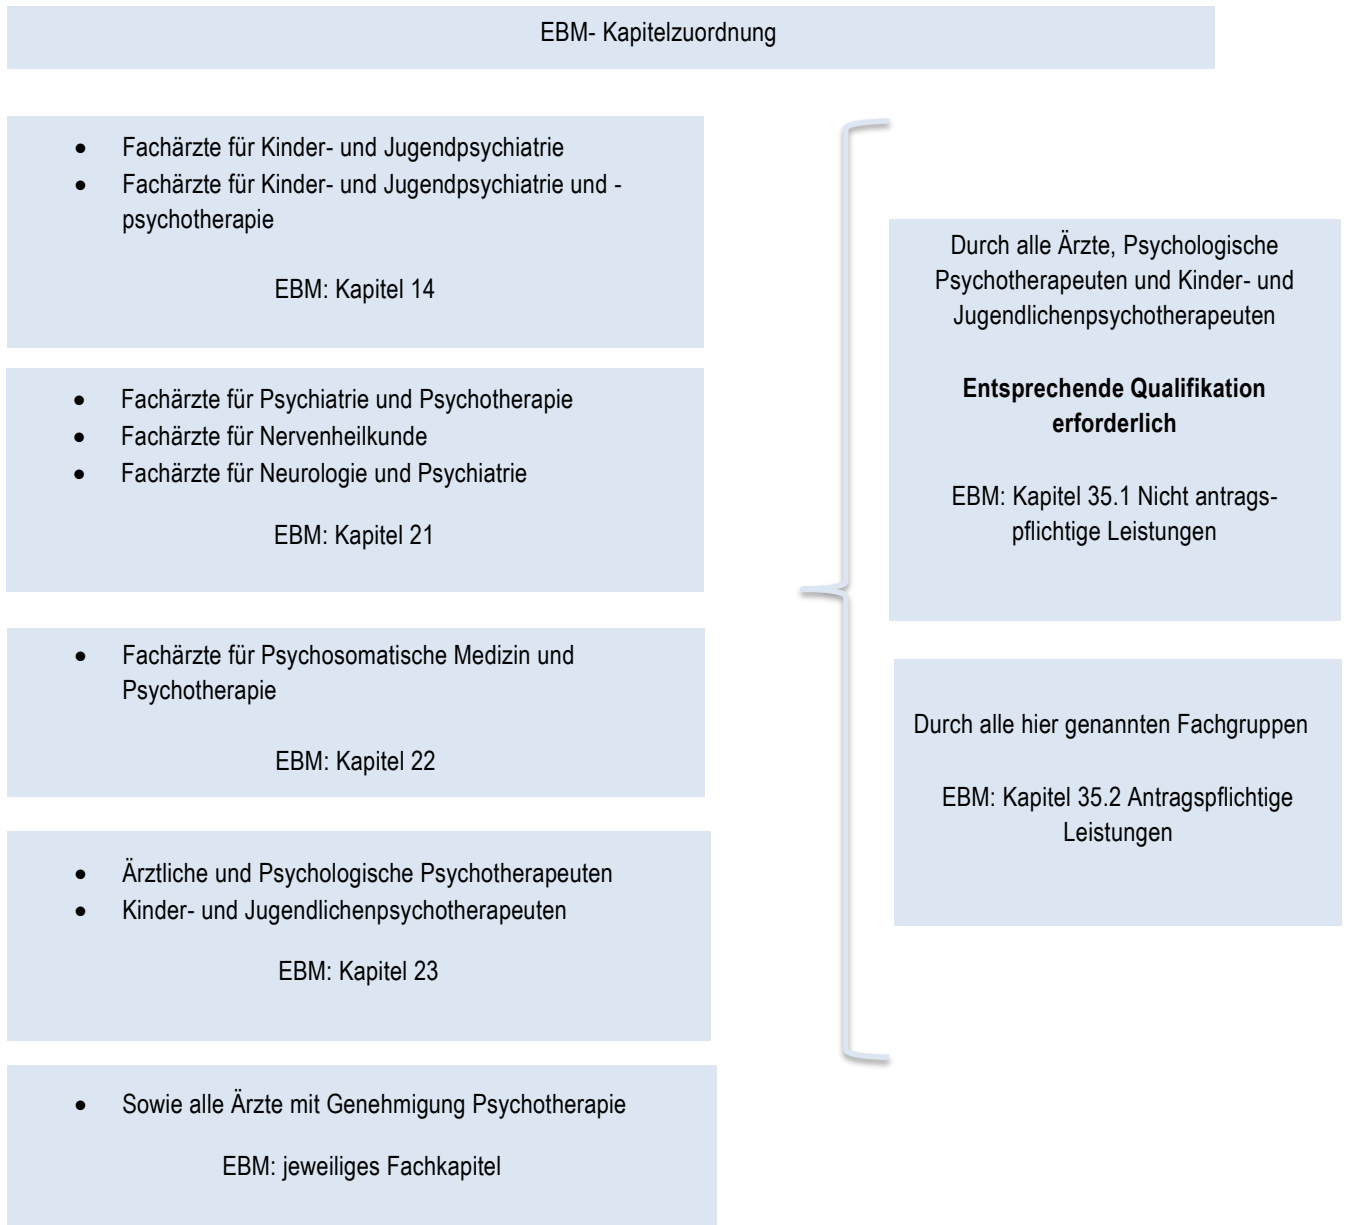 EBM- Kapitelzuordnung
• Fachärzte für Kinder- und Jugendpsychiatrie
• Fachärzte für Kinder- und Jugendpsychiatrie und -
psychotherapie
EBM: Kapitel 14
• Fachärzte für Psychiatrie und Psychotherapie
• Fachärzte für Nervenheilkunde
• Fachärzte für Neurologie und Psychiatrie
EBM: Kapitel 21
• Fachärzte für Psychosomatische Medizin und
Psychotherapie
EBM: Kapitel 22
• Ärztliche und Psychologische Psychotherapeuten
• Kinder- und Jugendlichenpsychotherapeuten
EBM: Kapitel 23
• Sowie alle Ärzte mit Genehmigung Psychotherapie
EBM: jeweiliges Fachkapitel
Durch alle Ärzte, Psychologische
Psychotherapeuten und Kinder- und
Jugendlichenpsychotherapeuten
Entsprechende Qualifikation
erforderlich
EBM: Kapitel 35.1 Nicht antrags-
pflichtige Leistungen
Durch alle hier genannten Fachgruppen
EBM: Kapitel 35.2 Antragspflichtige
Leistungen